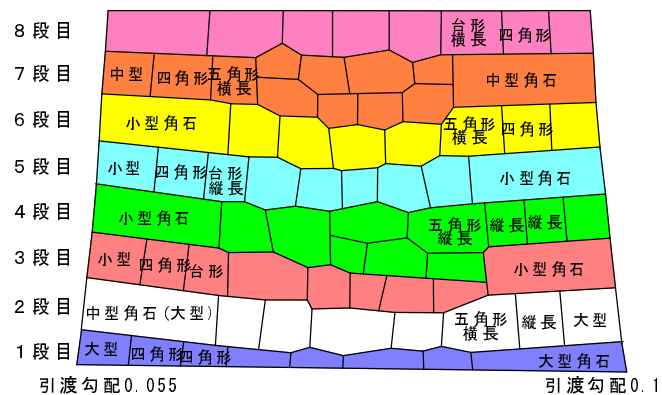 8段目
台形
横長
四角形
7段目
中型
四角形
五角形
横長
中型角石
6段目
小型角石
五角形
横長
四角形
5段目
小型
四角形
台形
縦長
小型角石
4段目
小型角石
五角形
縦長
縦長
縦長
3段目
小型
四角形
台形
小型角石
2段目
中型角石(大型)
五角形
横長
縦長
大型
1段目
大型
四角形
四角形
大型角石
引渡勾配0.055
引渡勾配0.1